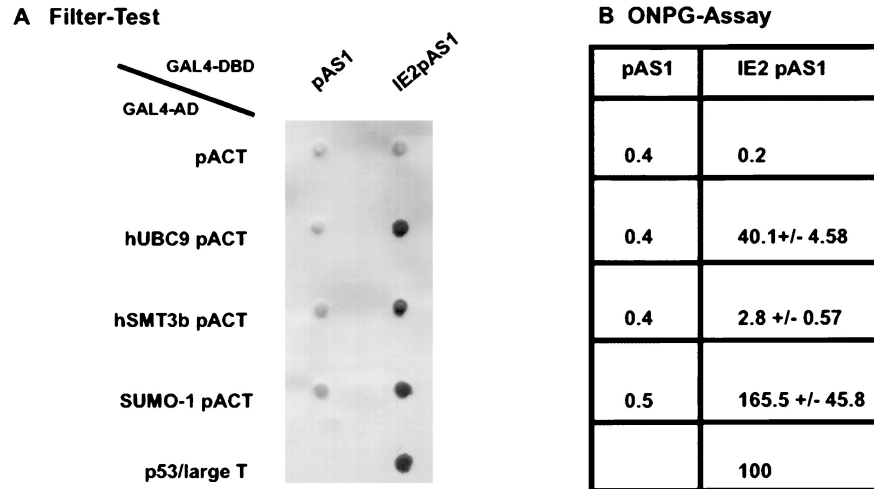 A Filter-Test
GAL4-DBD
GAL4-AD
pAS1
IE2pAS1
pACT
hUBC9 pACT
hSMT3b pACT
SUMO-1 pACT
p53/large T
B ONPG-Assay
pAS1 IE2 pAS1
0.4 0.2
0.4 40.1+/- 4.58
0.4 2.8 +/- 0.57
0.5 165.5 +/- 45.8
100